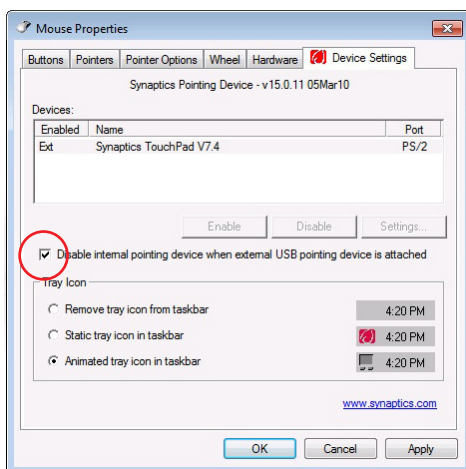 Mouse Properties
Buttons Pointers Pointer Options Wheel Hardware Device Settings
Synaptics Pointing Device - v15.0.11 05Mar10
Devices:
Enabled Name Port
Ext Synaptics TouchPad V7.4 PS/2
Enable Disable Settings...
Disable internal pointing device when external USB pointing device is attached
Tray Icon
Remove tray icon from taskbar 4:20 PM
Static tray icon in taskbar 4:20 PM
Animated tray icon in taskbar 4:20 PM
www.synaptics.com
OK Cancel Apply